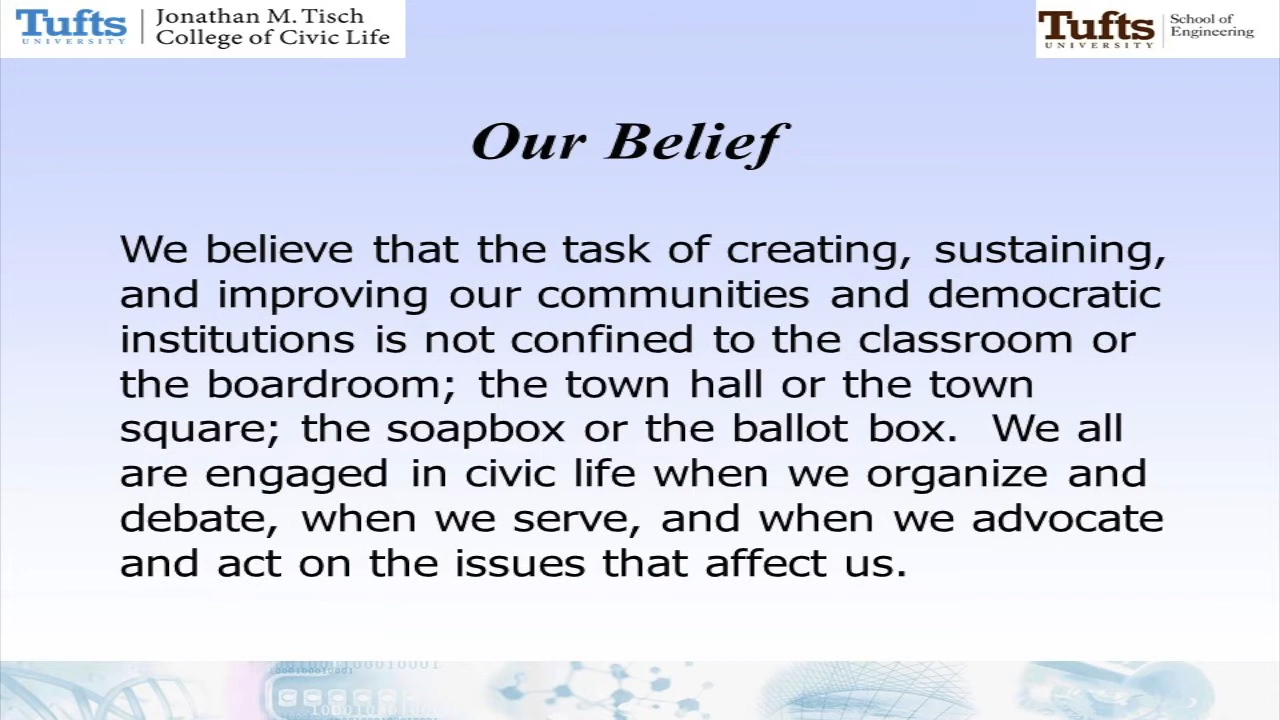 Tufts
UNIVERSITY
Jonathan M. Tisch
College of Civic Life
Tufts
UNIVERSITY
School of
Engineering
Our Belief
We believe that the task of creating, sustaining,
and improving our communities and democratic
institutions is not confined to the classroom or
the boardroom; the town hall or the town
square; the soapbox or the ballot box.  We all
are engaged in civic life when we organize and
debate, when we serve, and when we advocate
and act on the issues that affect us.